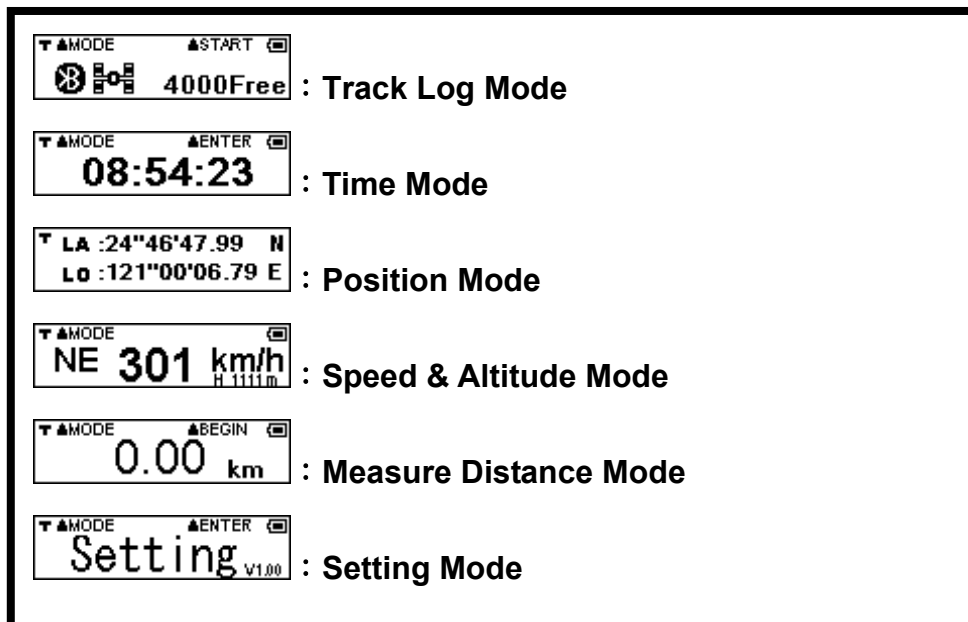 ▲MODE ▲START
4000Free : Track Log Mode
▲MODE ▲ENTER
08:54:23 : Time Mode
LA :24"46'47.99 N
LO :121"00'06.79 E : Position Mode
▲MODE
NE 301 km/h
H 1111m : Speed & Altitude Mode
▲MODE ▲BEGIN
0.00 km : Measure Distance Mode
▲MODE ▲ENTER
Setting V1.00 : Setting Mode